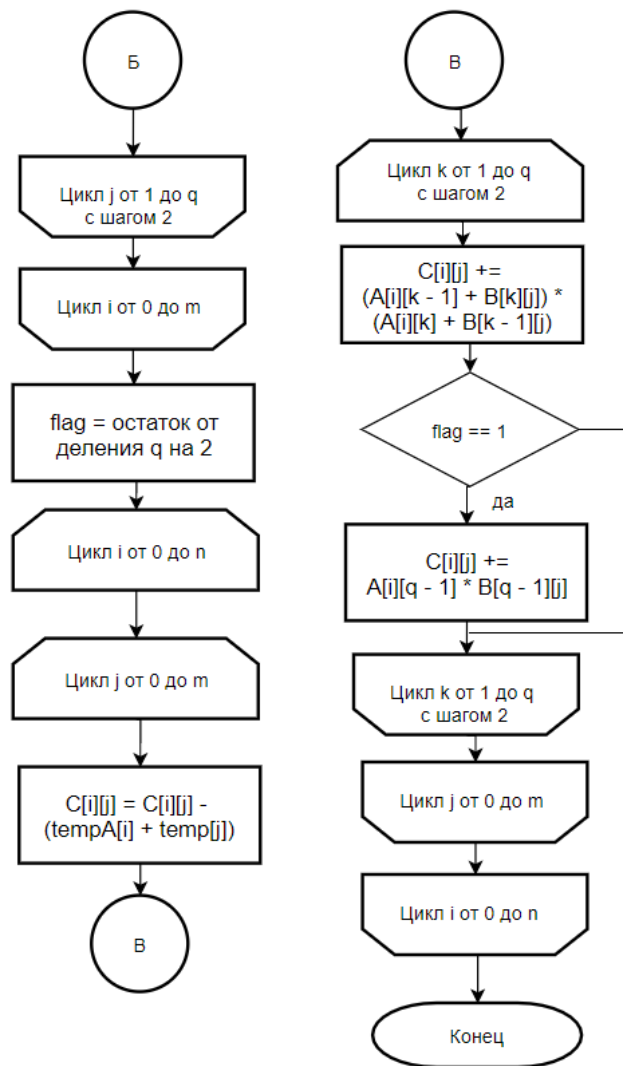 Б
Цикл j от 1 до q
с шагом 2
Цикл i от 0 до m
flag = остаток от
деления q на 2
Цикл i от 0 до n
Цикл j от 0 до m
C[i][j] = C[i][j] -
(tempA[i] + temp[j])
В
В
Цикл k от 1 до q
с шагом 2
C[i][j] +=
(A[i][k - 1] + B[k][j]) *
(A[i][k] + B[k - 1][j)
flag == 1
да
C[i][j] +=
A[i][q - 1] * B[q - 1][j]
Цикл k от 1 до q
с шагом 2
Цикл j от 0 до m
Цикл i от 0 до n
Конец